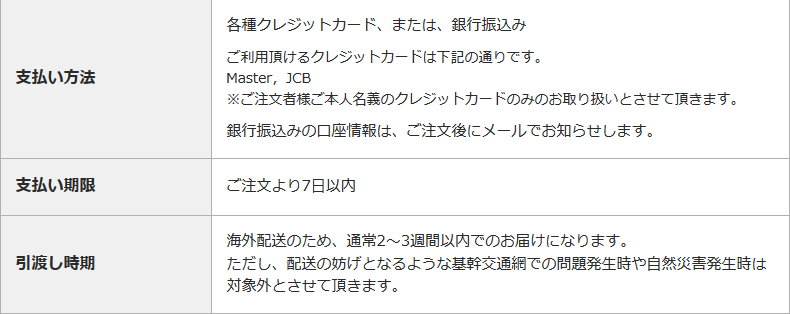 支払い方法
各種クレジットカード、または、銀行振込み
ご利用頂けるクレジットカードは下記の通りです。
Master，JCB
※ご注文者様ご本人名義のクレジットカードのみのお取り扱いとさせて頂きます。
銀行振込みの口座情報は、ご注文後にメールでお知らせします。
支払い期限
ご注文より7日以内
引渡し時期
海外配送のため、通常2～3週間以内でのお届けになります。
ただし、配送の妨げとなるような基幹交通網での問題発生時や自然災害発生時は
対象外とさせて頂きます。